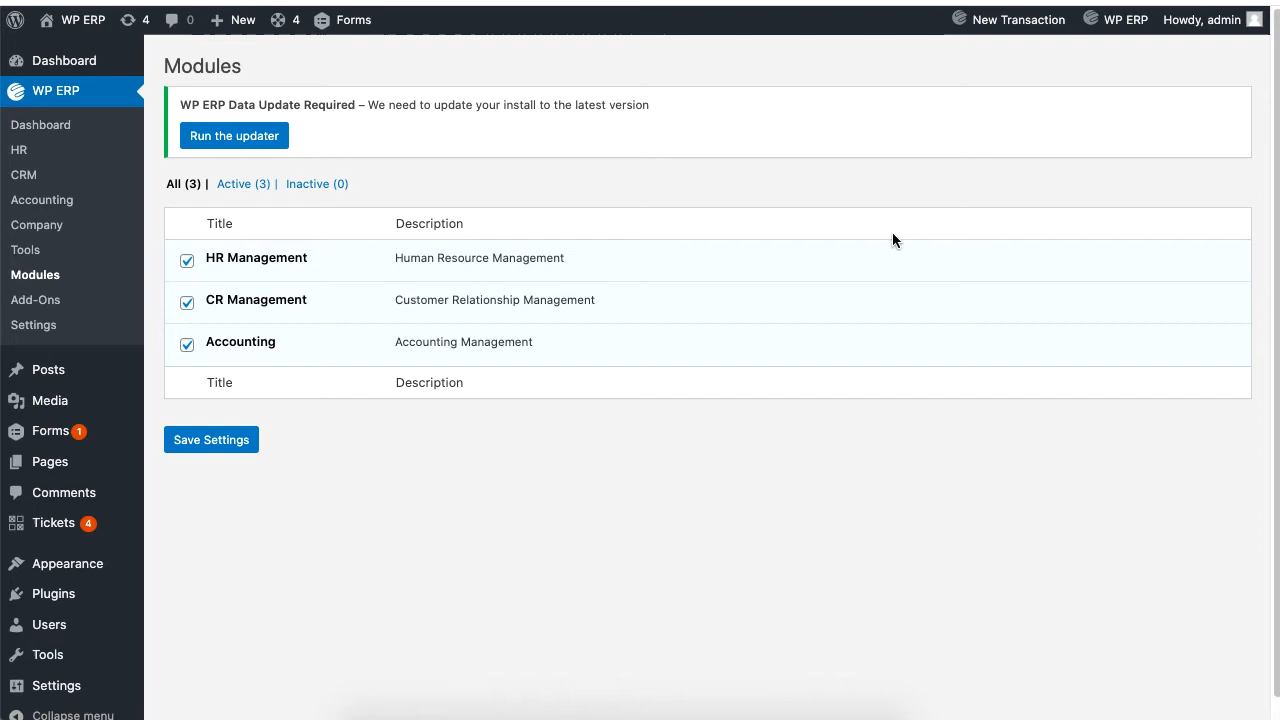 WP ERP 4 0 New 4 Forms New Transaction WP ERP Howdy, admin
Dashboard
WP ERP
Dashboard
HR
CRM
Accounting
Company
Tools
Modules
Add-Ons
Settings
Posts
Media
Forms 1
Pages
Comments
Tickets 4
Appearance
Plugins
Users
Tools
Settings
Collapse menu
Modules
WP ERP Data Update Required – We need to update your install to the latest version
Run the updater
All (3) | Active (3) | Inactive (0)
Title Description
HR Management Human Resource Management
CR Management Customer Relationship Management
Accounting Accounting Management
Title Description
Save Settings